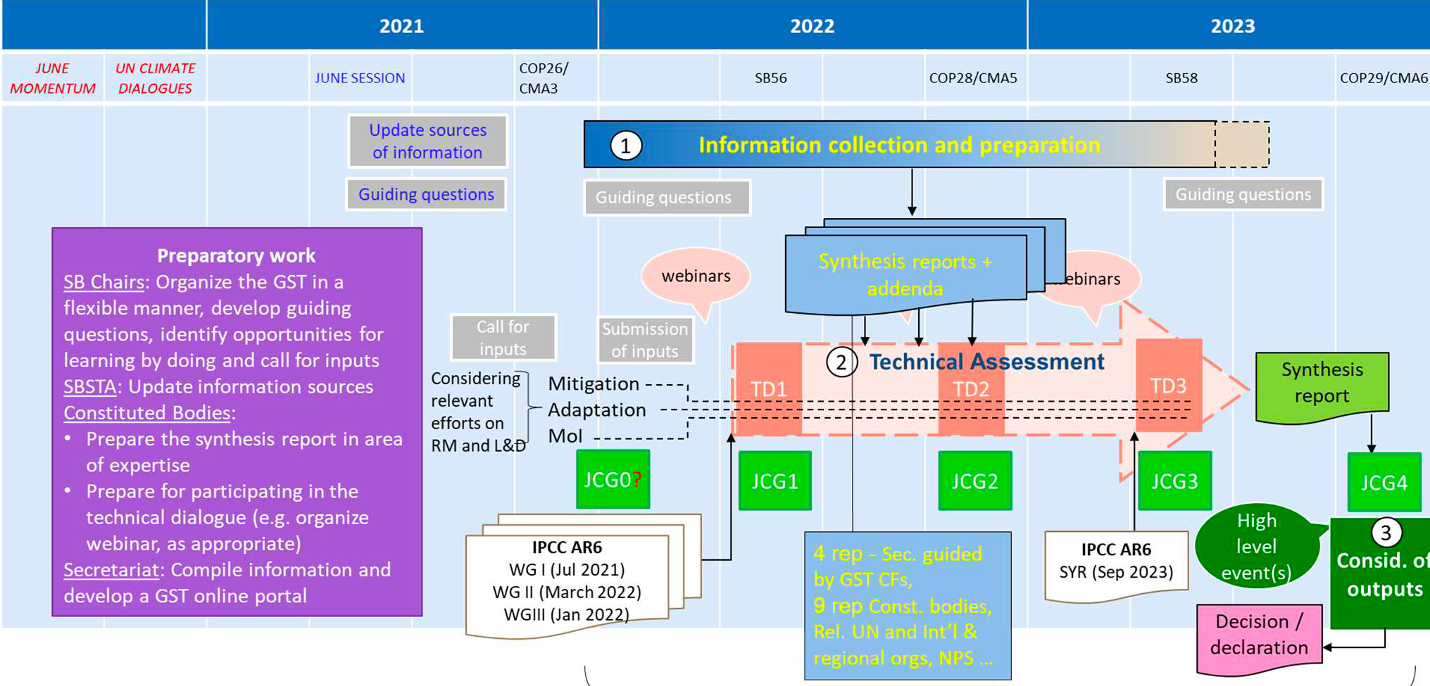 2021
2022
2023
JUNE
MOMENTUM
UN CLIMATE
DIALOGUES
JUNE SESSION
COP26/
CMA3
SB56
COP28/CMA5
SB58
COP29/CMA6
Update sources
of information
1
Information collection and preparation
Guiding questions
Guiding questions
Guiding questions
Preparatory work
SB Chairs: Organize the GST in a
flexible manner, develop guiding
questions, identify opportunities for
learning by doing and call for inputs
SBSTA: Update information sources
Constituted Bodies:
• Prepare the synthesis report in area
of expertise
• Prepare for participating in the
technical dialogue (e.g. organize
webinar, as appropriate)
Secretariat: Compile information and
develop a GST online portal
webinars
Synthesis reports +
addenda
webinars
Call for
inputs
Submission
of inputs
Considering
relevant
efforts on
RM and L&D
Mitigation
Adaptation
MoI
2
Technical Assessment
TD1
TD2
TD3
Synthesis
report
JCG0?
JCG1
JCG2
JCG3
JCG4
IPCC AR6
WG I (Jul 2021)
WG II (March 2022)
WGIII (Jan 2022)
4 rep - Sec. guided
by GST CFs,
9 rep Const. bodies,
Rel. UN and Int'l &
regional orgs, NPS ...
IPCC AR6
SYR (Sep 2023)
High
level
event(s)
3
Consid. of
outputs
Decision /
declaration